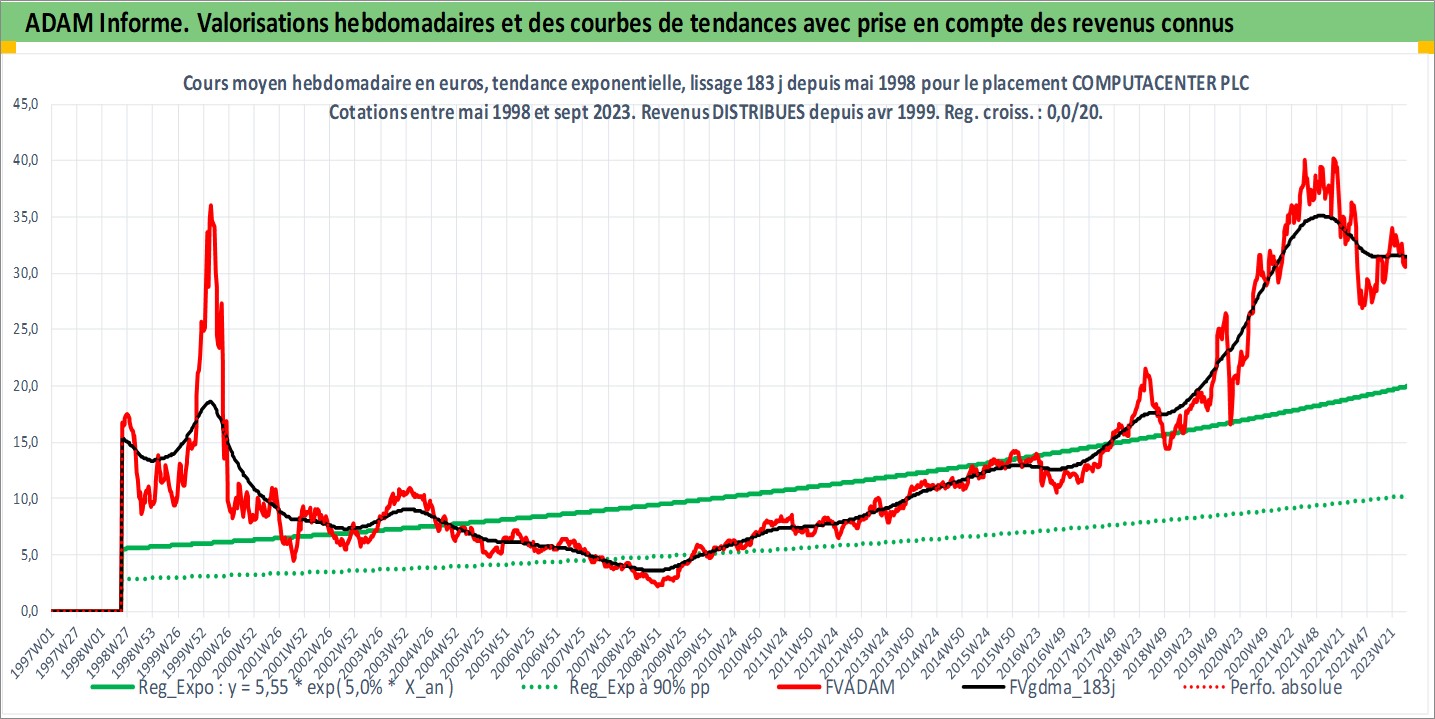 ADAM Informe. Valorisations hebdomadaires et des courbes de tendances avec prise en compte des revenus connus
Cours moyen hebdomadaire en euros, tendance exponentielle, lissage 183 j depuis mai 1998 pour le placement COMPUTACENTER PLC
Cotations entre mai 1998 et sept 2023. Revenus DISTRIBUES depuis avr 1999. Reg. croiss. : 0,0/20.
45,0
40,0
35,0
30,0
25,0
20,0
15,0
10,0
5,0
0,0
1997W01
1997W27
1998W01
1998W27
1998W53
1999W26
1999W52
2000W26
2000W52
2001W26
2001W52
2002W26
2002W52
2003W26
2003W52
2004W26
2004W52
2005W25
2005W51
2006W25
2006W51
2007W25
2007W51
2008W25
2008W51
2009W25
2009W51
2010W24
2010W50
2011W24
2011W50
2012W24
2012W50
2013W24
2013W50
2014W24
2014W50
2015W24
2015W50
2016W23
2016W49
2017W23
2017W49
2018W23
2018W49
2019W23
2019W49
2020W23
2020W49
2021W22
2021W48
2022W21
2022W47
2023W21
Reg_Expo : y = 5,55 * exp( 5,0% * X_an )
Reg_Exp à 90% pp
FVADAM
FVgdma_183j
Perfo. absolue